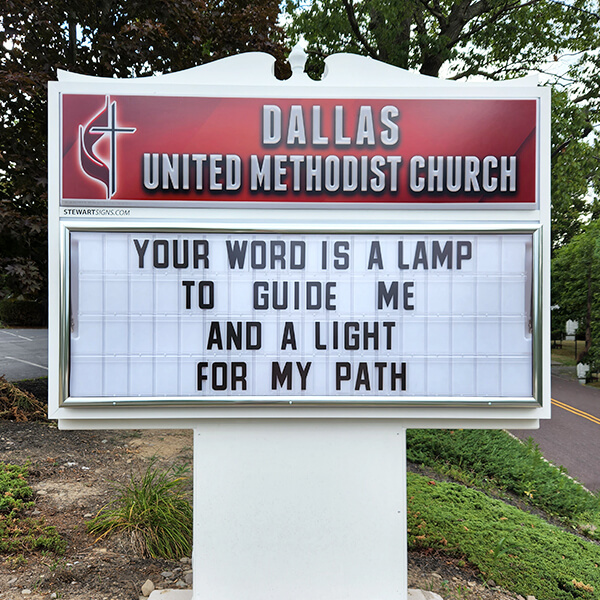 DALLAS
UNITED METHODIST CHURCH
STEWARTSIGNS.COM
YOUR WORD IS A LAMP
TO GUIDE ME
AND A LIGHT
FOR MY PATH